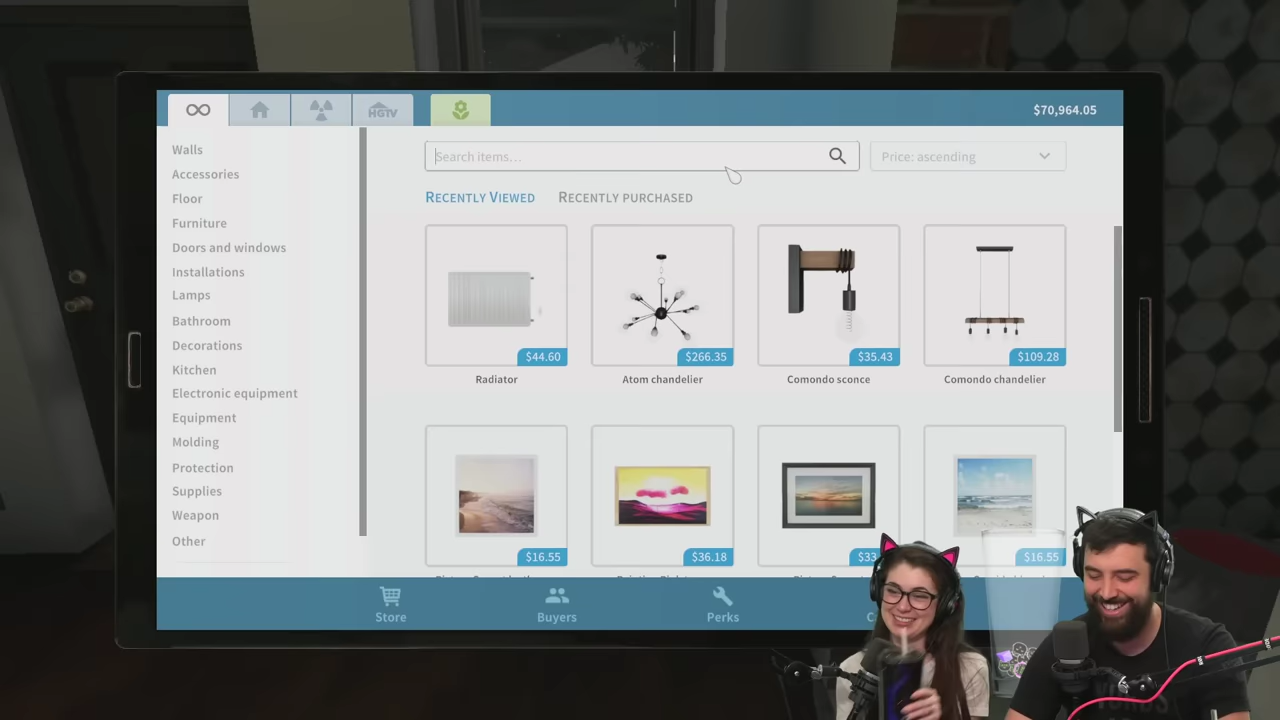 HGTV
$70,964.05
Search items...
Price: ascending
RECENTLY VIEWED
RECENTLY PURCHASED
Walls
Accessories
Floor
Furniture
Doors and windows
Installations
Lamps
Bathroom
Decorations
Kitchen
Electronic equipment
Equipment
Molding
Protection
Supplies
Weapon
Other
$44.60
$266.35
$35.43
$109.28
Radiator
Atom chandelier
Comondo sconce
Comondo chandelier
$16.55
$36.18
$33
$16.55
Store
Buyers
Perks